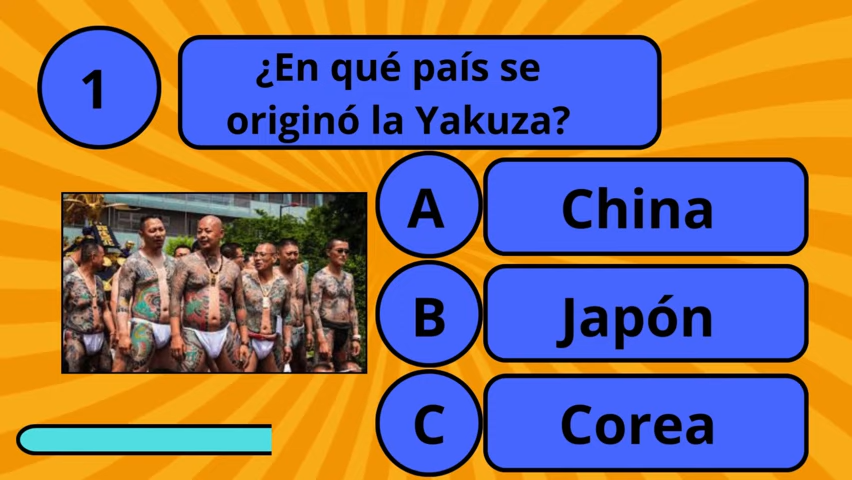 1
¿En qué país se
originó la Yakuza?
A
China
B
Japón
C
Corea